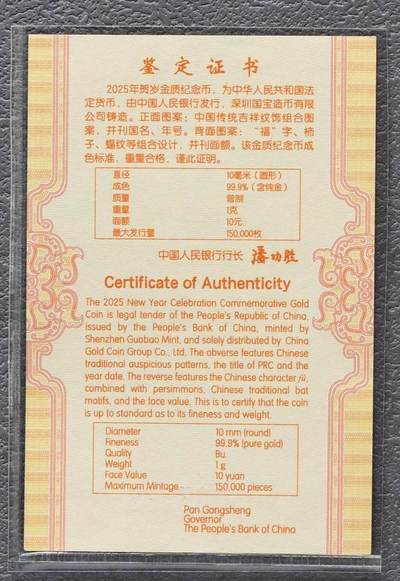 鉴定证书
2025年贺岁金质纪念币，为中华人民共和国法
定货币，由中国人民银行发行，深圳国宝造币有限
公司铸造。正面图案：中国传统吉祥纹饰组合图
案，并刊国名、年号。背面图案：“福”字、柿
子、蝠纹等组合设计，并刊面额。该金质纪念币成
色标准，重量合格，谨此证明。
直径 10毫米（圆形）
成色 99.9%（含纯金）
质量 普制
重量 1克
面额 10元
最大发行量 150,000枚
中国人民银行行长 潘功胜
Certificate of Authenticity
The 2025 New Year Celebration Commemorative Gold
Coin is legal tender of the People's Republic of China,
issued by the People's Bank of China, minted by
Shenzhen Guobao Mint, and solely distributed by China
Gold Coin Group Co., Ltd. The obverse features Chinese
traditional auspicious patterns, the title of PRC and the
year date. The reverse features the Chinese character fu,
combined with persimmons, Chinese traditional bat
motifs, and the face value. This is to certify that the coin
is up to standard as to its fineness and weight.
Diameter 10 mm (round)
Fineness 99.9% (pure gold)
Quality Bu.
Weight 1 g
Face Value 10 yuan
Maximum Mintage 150,000 pieces
Pan Gongsheng
Governor
The People's Bank of China